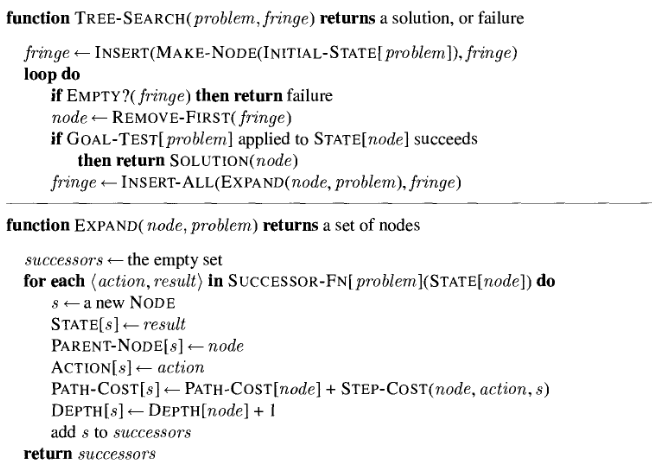 function TREE-SEARCH(problem, fringe) returns a solution, or failure
fringe ← INSERT(MAKE-NODE(INITIAL-STATE[problem]), fringe)
loop do
if EMPTY?(fringe) then return failure
node ← REMOVE-FIRST(fringe)
if GOAL-TEST[problem] applied to STATE[node] succeeds
then return SOLUTION(node)
fringe ← INSERT-ALL(EXPAND(node, problem), fringe)
function EXPAND(node, problem) returns a set of nodes
successors ← the empty set
for each ⟨action, result⟩ in SUCCESSOR-FN[problem](STATE[node]) do
s ← a new NODE
STATE[s] ← result
PARENT-NODE[s] ← node
ACTION[s] ← action
PATH-COST[s] ← PATH-COST[node] + STEP-COST(node, action, s)
DEPTH[s] ← DEPTH[node] + 1
add s to successors
return successors